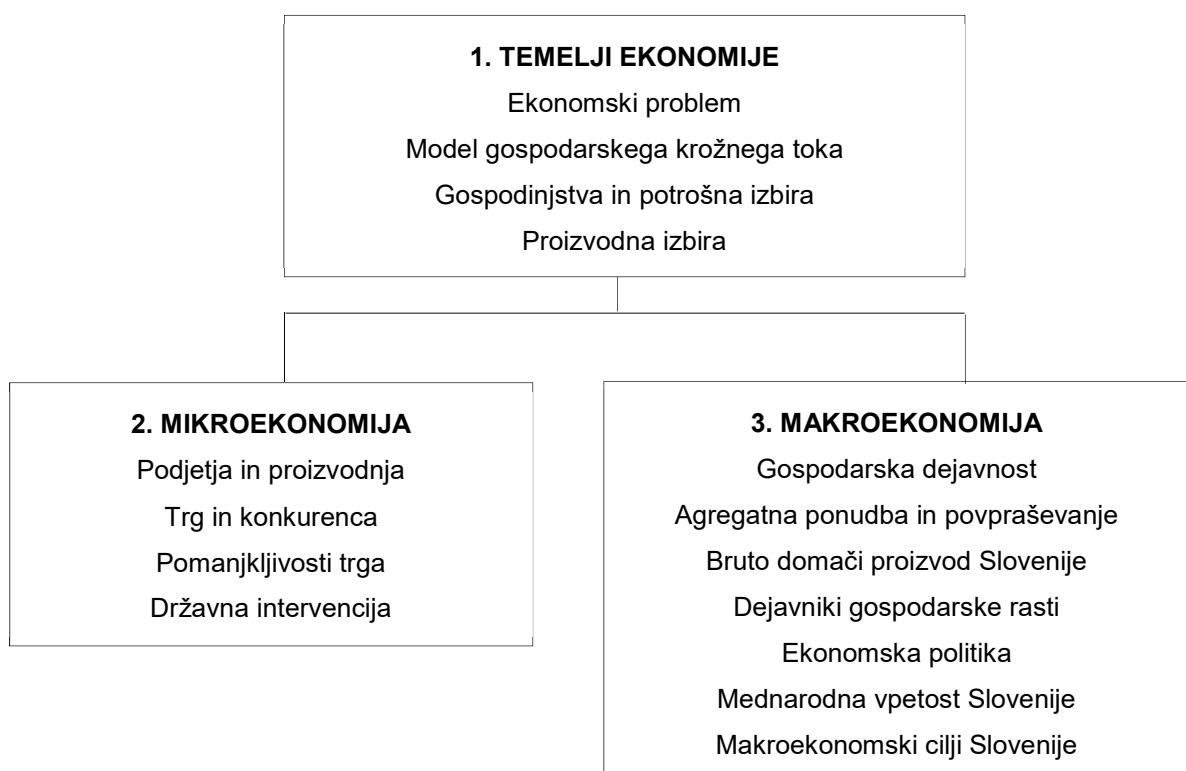 1. TEMELJI EKONOMIJE
Ekonomski problem
Model gospodarskega krožnega toka
Gospodinjstva in potrošna izbira
Proizvodna izbira
2. MIKROEKONOMIJA
Podjetja in proizvodnja
Trg in konkurenca
Pomanjkljivosti trga
Državna intervencija
3. MAKROEKONOMIJA
Gospodarska dejavnost
Agregatna ponudba in povpraševanje
Bruto domači proizvod Slovenije
Dejavniki gospodarske rasti
Ekonomska politika
Mednarodna vpetost Slovenije
Makroekonomski cilji Slovenije